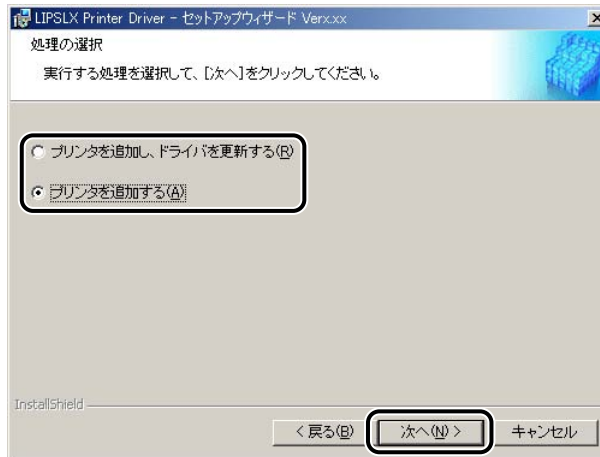 LIPSLX Printer Driver - セットアップウィザード Verx.xx
処理の選択
実行する処理を選択して、[次へ]をクリックしてください。
プリンタを追加し、ドライバを更新する(R)
プリンタを追加する(A)
InstallShield
< 戻る(B) 次へ(N) > キャンセル